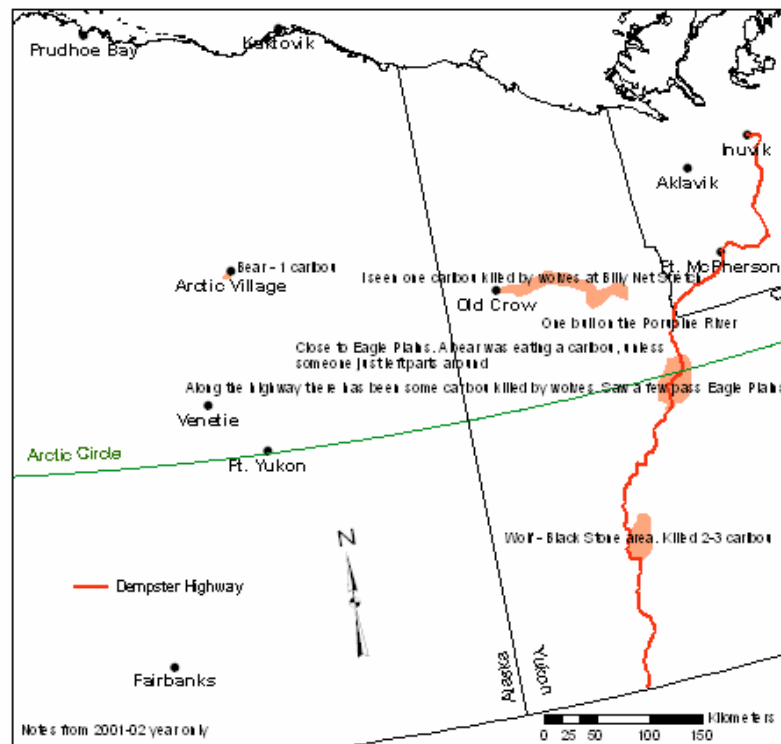 Prudhoe Bay
Kaktovik
Inuvik
Aklavik
Ft. McPherson
Bear - 1 caribou
Arctic Village
I seen one caribou killed by wolves at Billy Net Stretch
Old Crow
One bull on the Porupine River
Close to Eagle Plains. A bear was eating a caribou, unless
someone just left parts around
Along the highway there has been some caribou killed by wolves. Saw a few pass Eagle Plains
Venetie
Arctic Circle
Ft. Yukon
Wolf - Black Stone area. Killed 2-3 caribou
N
Dempster Highway
Fairbanks
Alaska
Yukon
Notes from 2001-02 year only
Kilometers
0 25 50 100 150